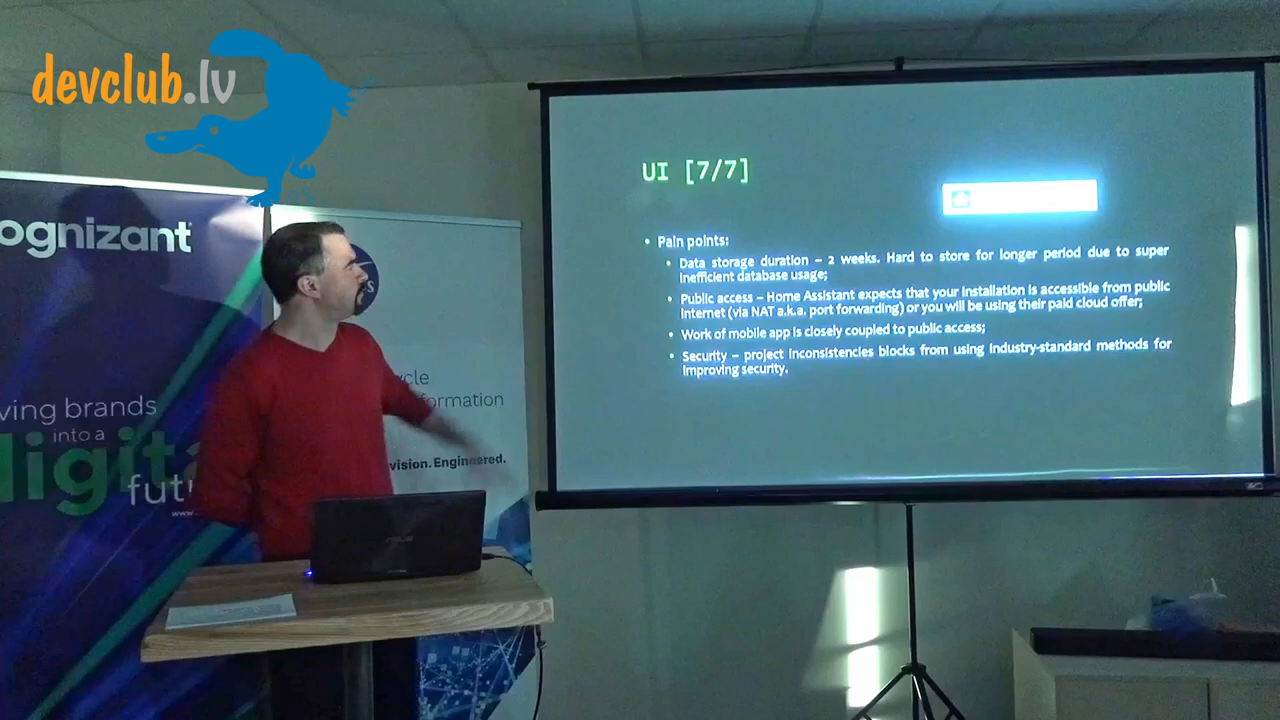 devclub.lv
ognizant
ving brands
into a
digita
futu
www.
s
ycle
formation
vision. Engineered.
ASUS
UI [7/7]
• Pain points:
• Data storage duration – 2 weeks. Hard to store for longer period due to super
inefficient database usage;
• Public access – Home Assistant expects that your installation is accessible from public
Internet (via NAT a.k.a. port forwarding) or you will be using their paid cloud offer;
• Work of mobile app is closely coupled to public access;
• Security – project inconsistencies blocks from using industry-standard methods for
improving security.